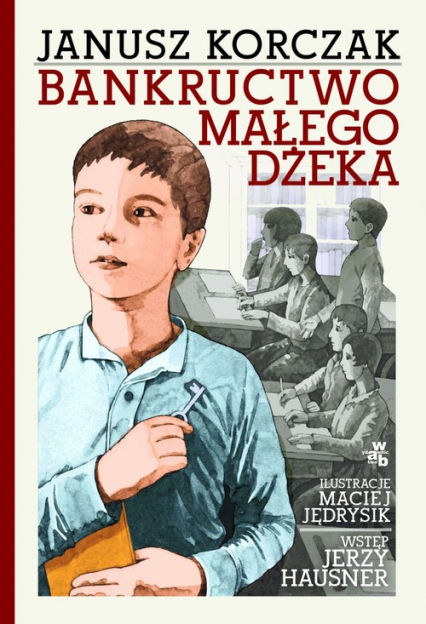 JANUSZ KORCZAK
BANKRUCTWO
MAŁEGO
DŻEKA
w
a b
ILUSTRACJE
MACIEJ
JĘDRYSIK
WSTĘP
JERZY
HAUSNER